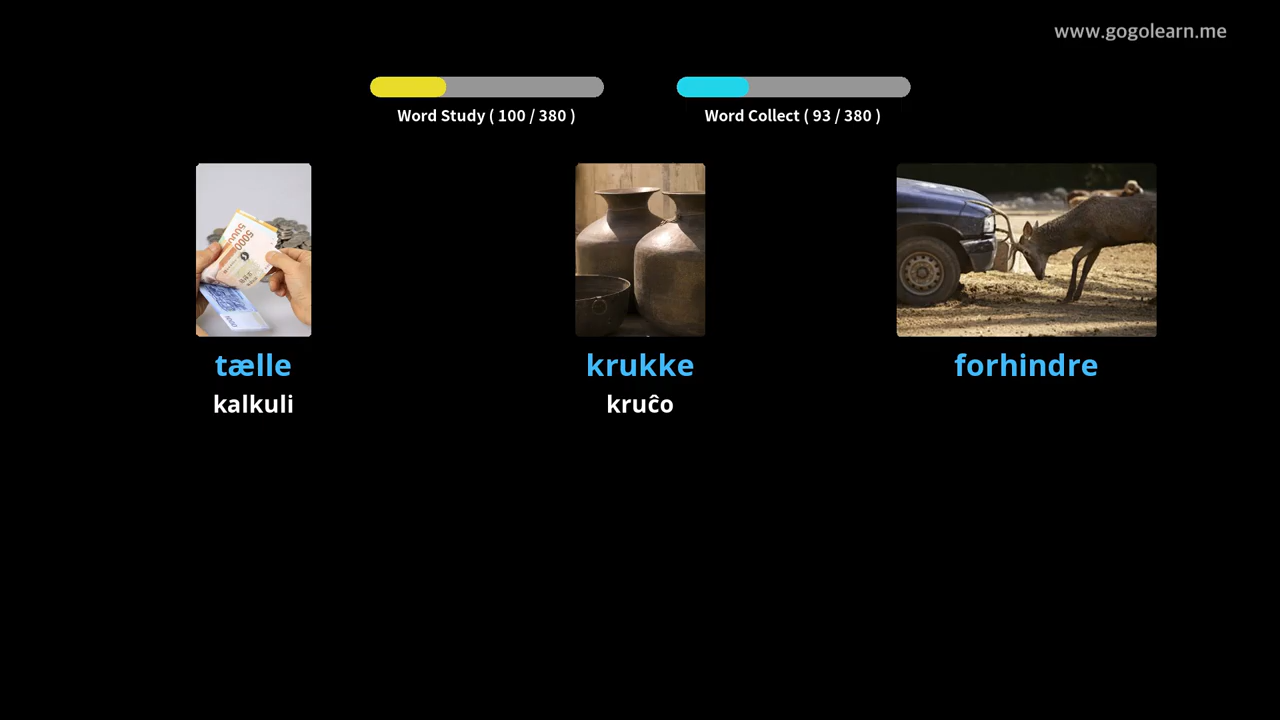 www.gogolearn.me
Word Study ( 100 / 380 )
Word Collect ( 93 / 380 )
tælle
kalkuli
krukke
kruĉo
forhindre